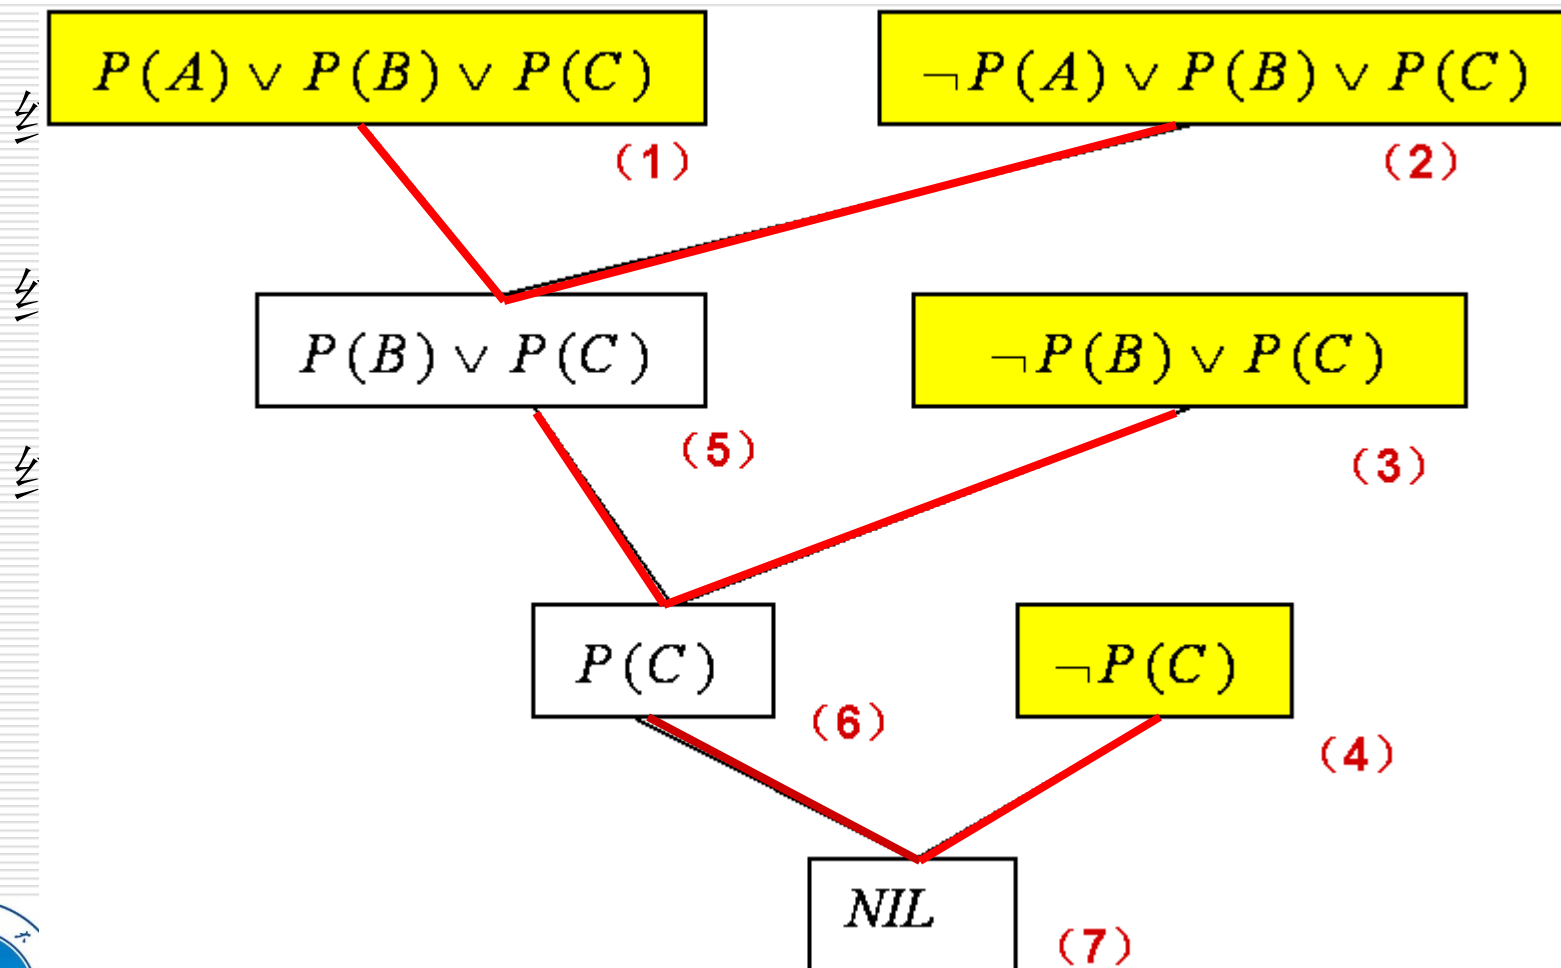 P(A) ∨ P(B) ∨ P(C)
¬P(A) ∨ P(B) ∨ P(C)
（1）
（2）
P(B) ∨ P(C)
¬P(B) ∨ P(C)
（5）
（3）
P(C)
¬P(C)
（6）
（4）
NIL
（7）